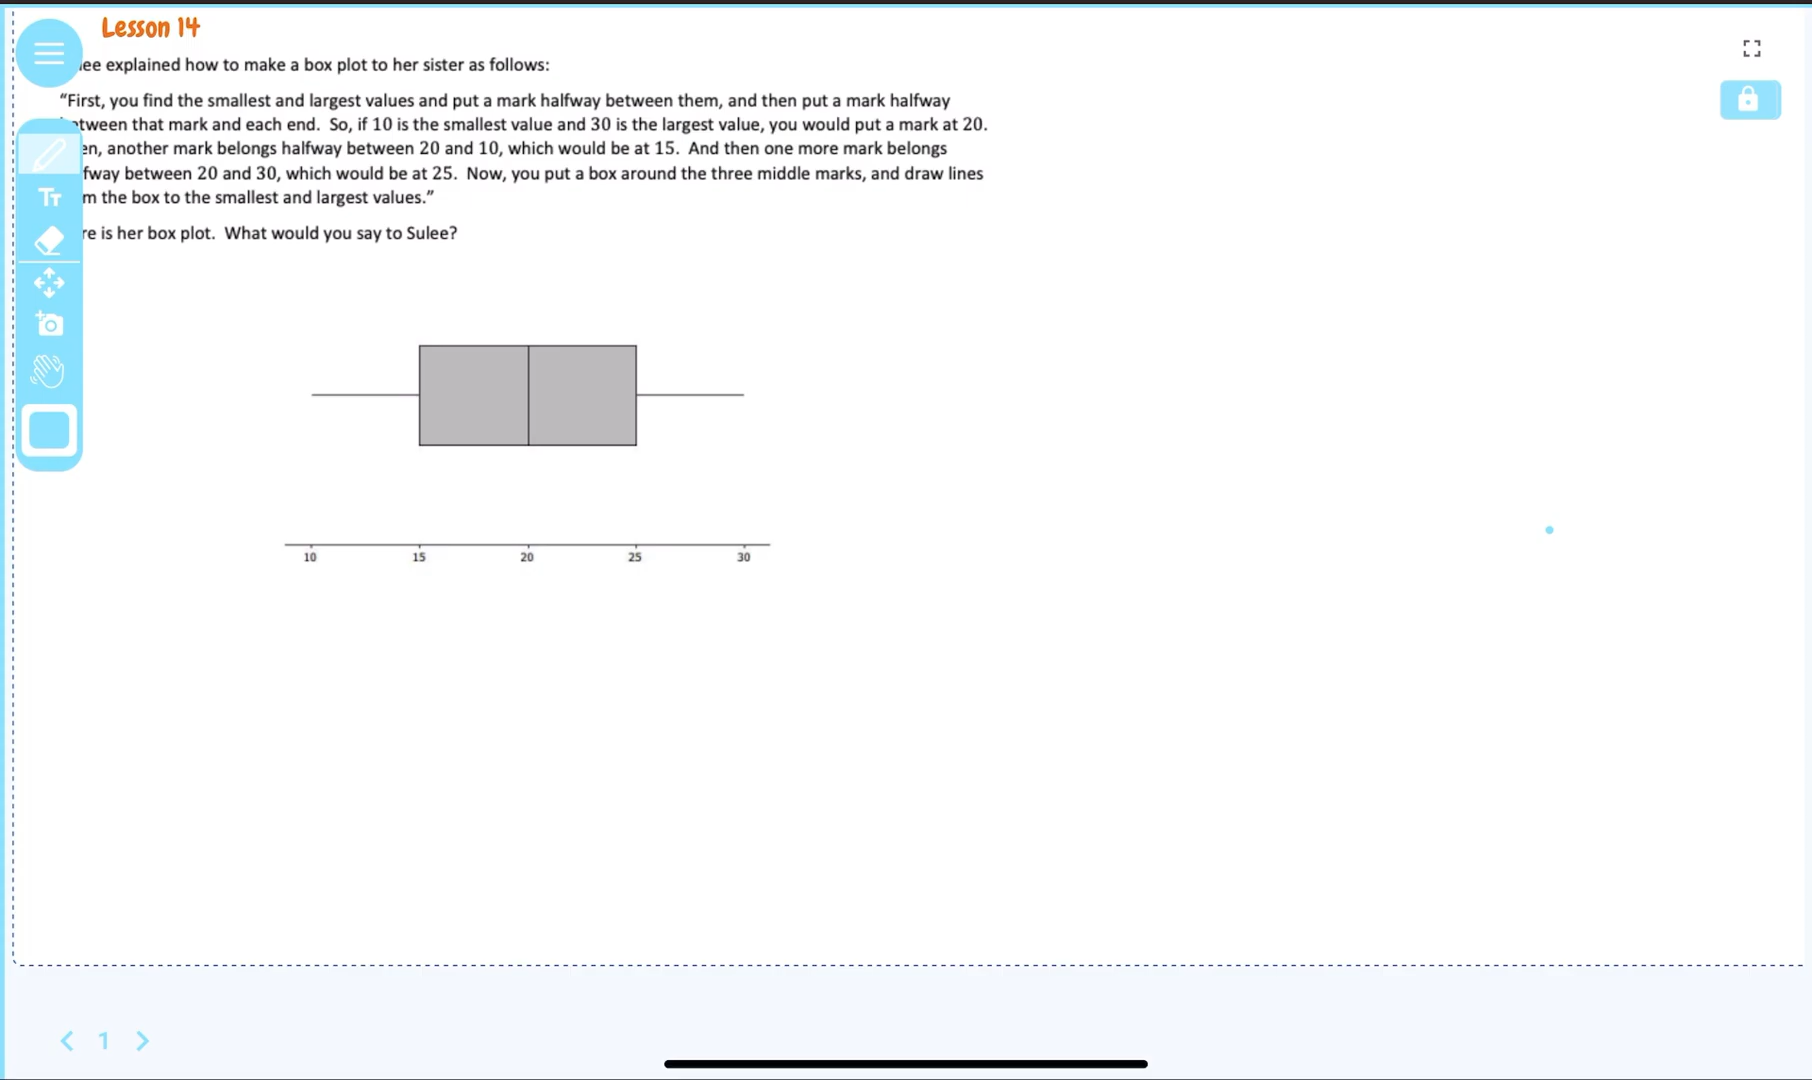 Lesson 14
ee explained how to make a box plot to her sister as follows:
“First, you find the smallest and largest values and put a mark halfway between them, and then put a mark halfway
etween that mark and each end. So, if 10 is the smallest value and 30 is the largest value, you would put a mark at 20.
en, another mark belongs halfway between 20 and 10, which would be at 15. And then one more mark belongs
fway between 20 and 30, which would be at 25. Now, you put a box around the three middle marks, and draw lines
m the box to the smallest and largest values.”
re is her box plot. What would you say to Sulee?
TT
10 15 20 25 30
1